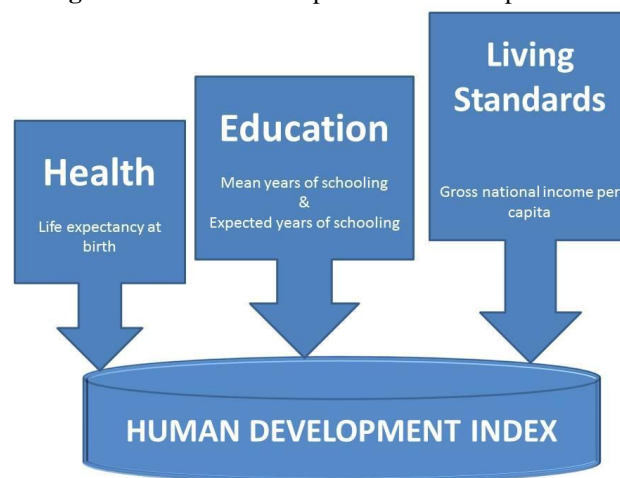 Health
Life expectancy at
birth
Education
Mean years of schooling
&
Expected years of schooling
Living
Standards
Gross national income per
capita
HUMAN DEVELOPMENT INDEX